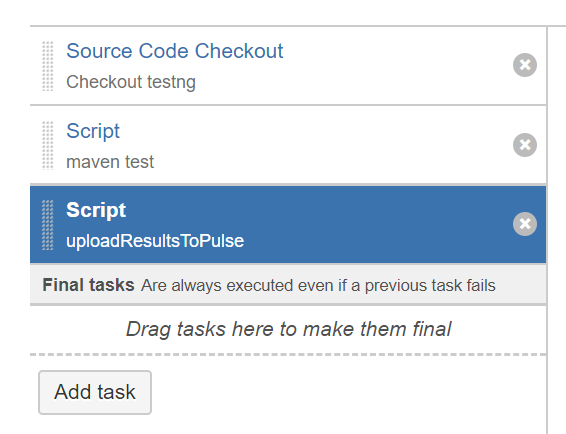 Source Code Checkout
Checkout testng
Script
maven test
Script
uploadResultsToPulse
Final tasks Are always executed even if a previous task fails
Drag tasks here to make them final
Add task